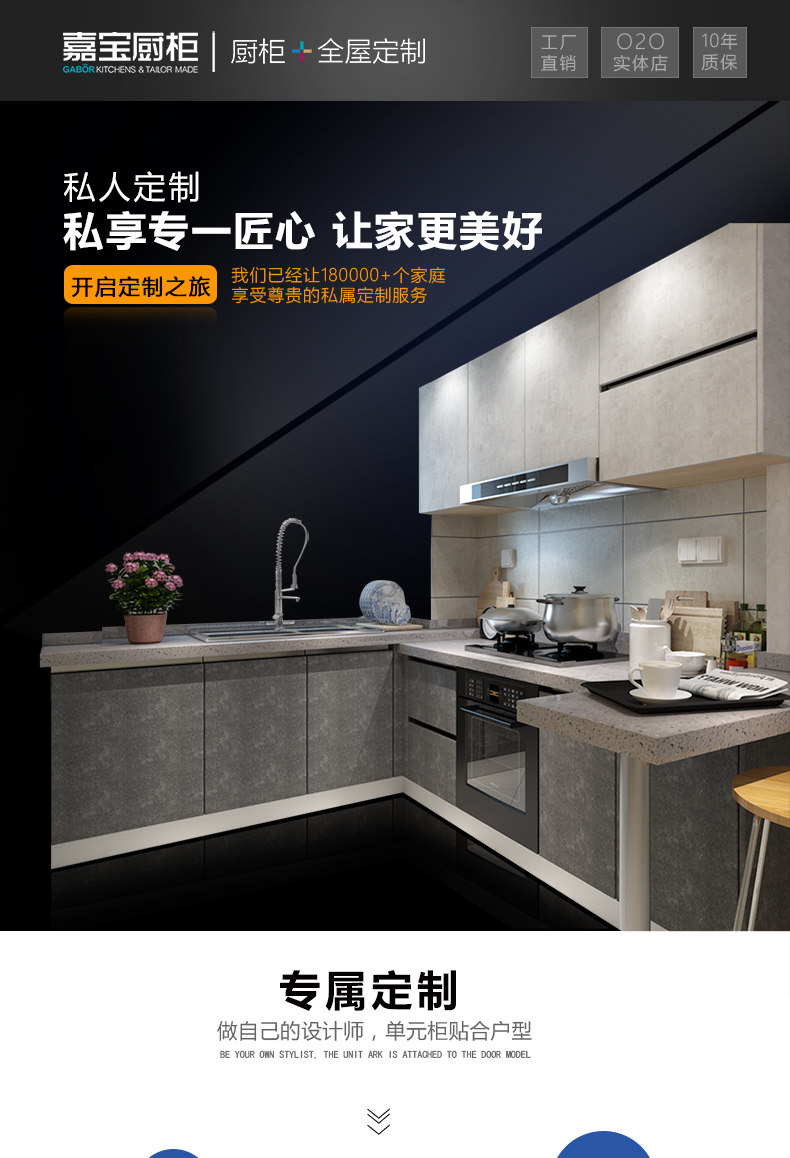 嘉宝厨柜
GABOR KITCHENS & TAILOR MADE
厨柜 + 全屋定制
工厂
直销
O2O
实体店
10年
质保
私人定制
私享专一匠心 让家更美好
开启定制之旅
我们已经让180000+个家庭
享受尊贵的私属定制服务
专属定制
做自己的设计师，单元柜贴合户型
BE YOUR OWN STYLIST, THE UNIT ARK IS ATTACHED TO THE DOOR MODEL